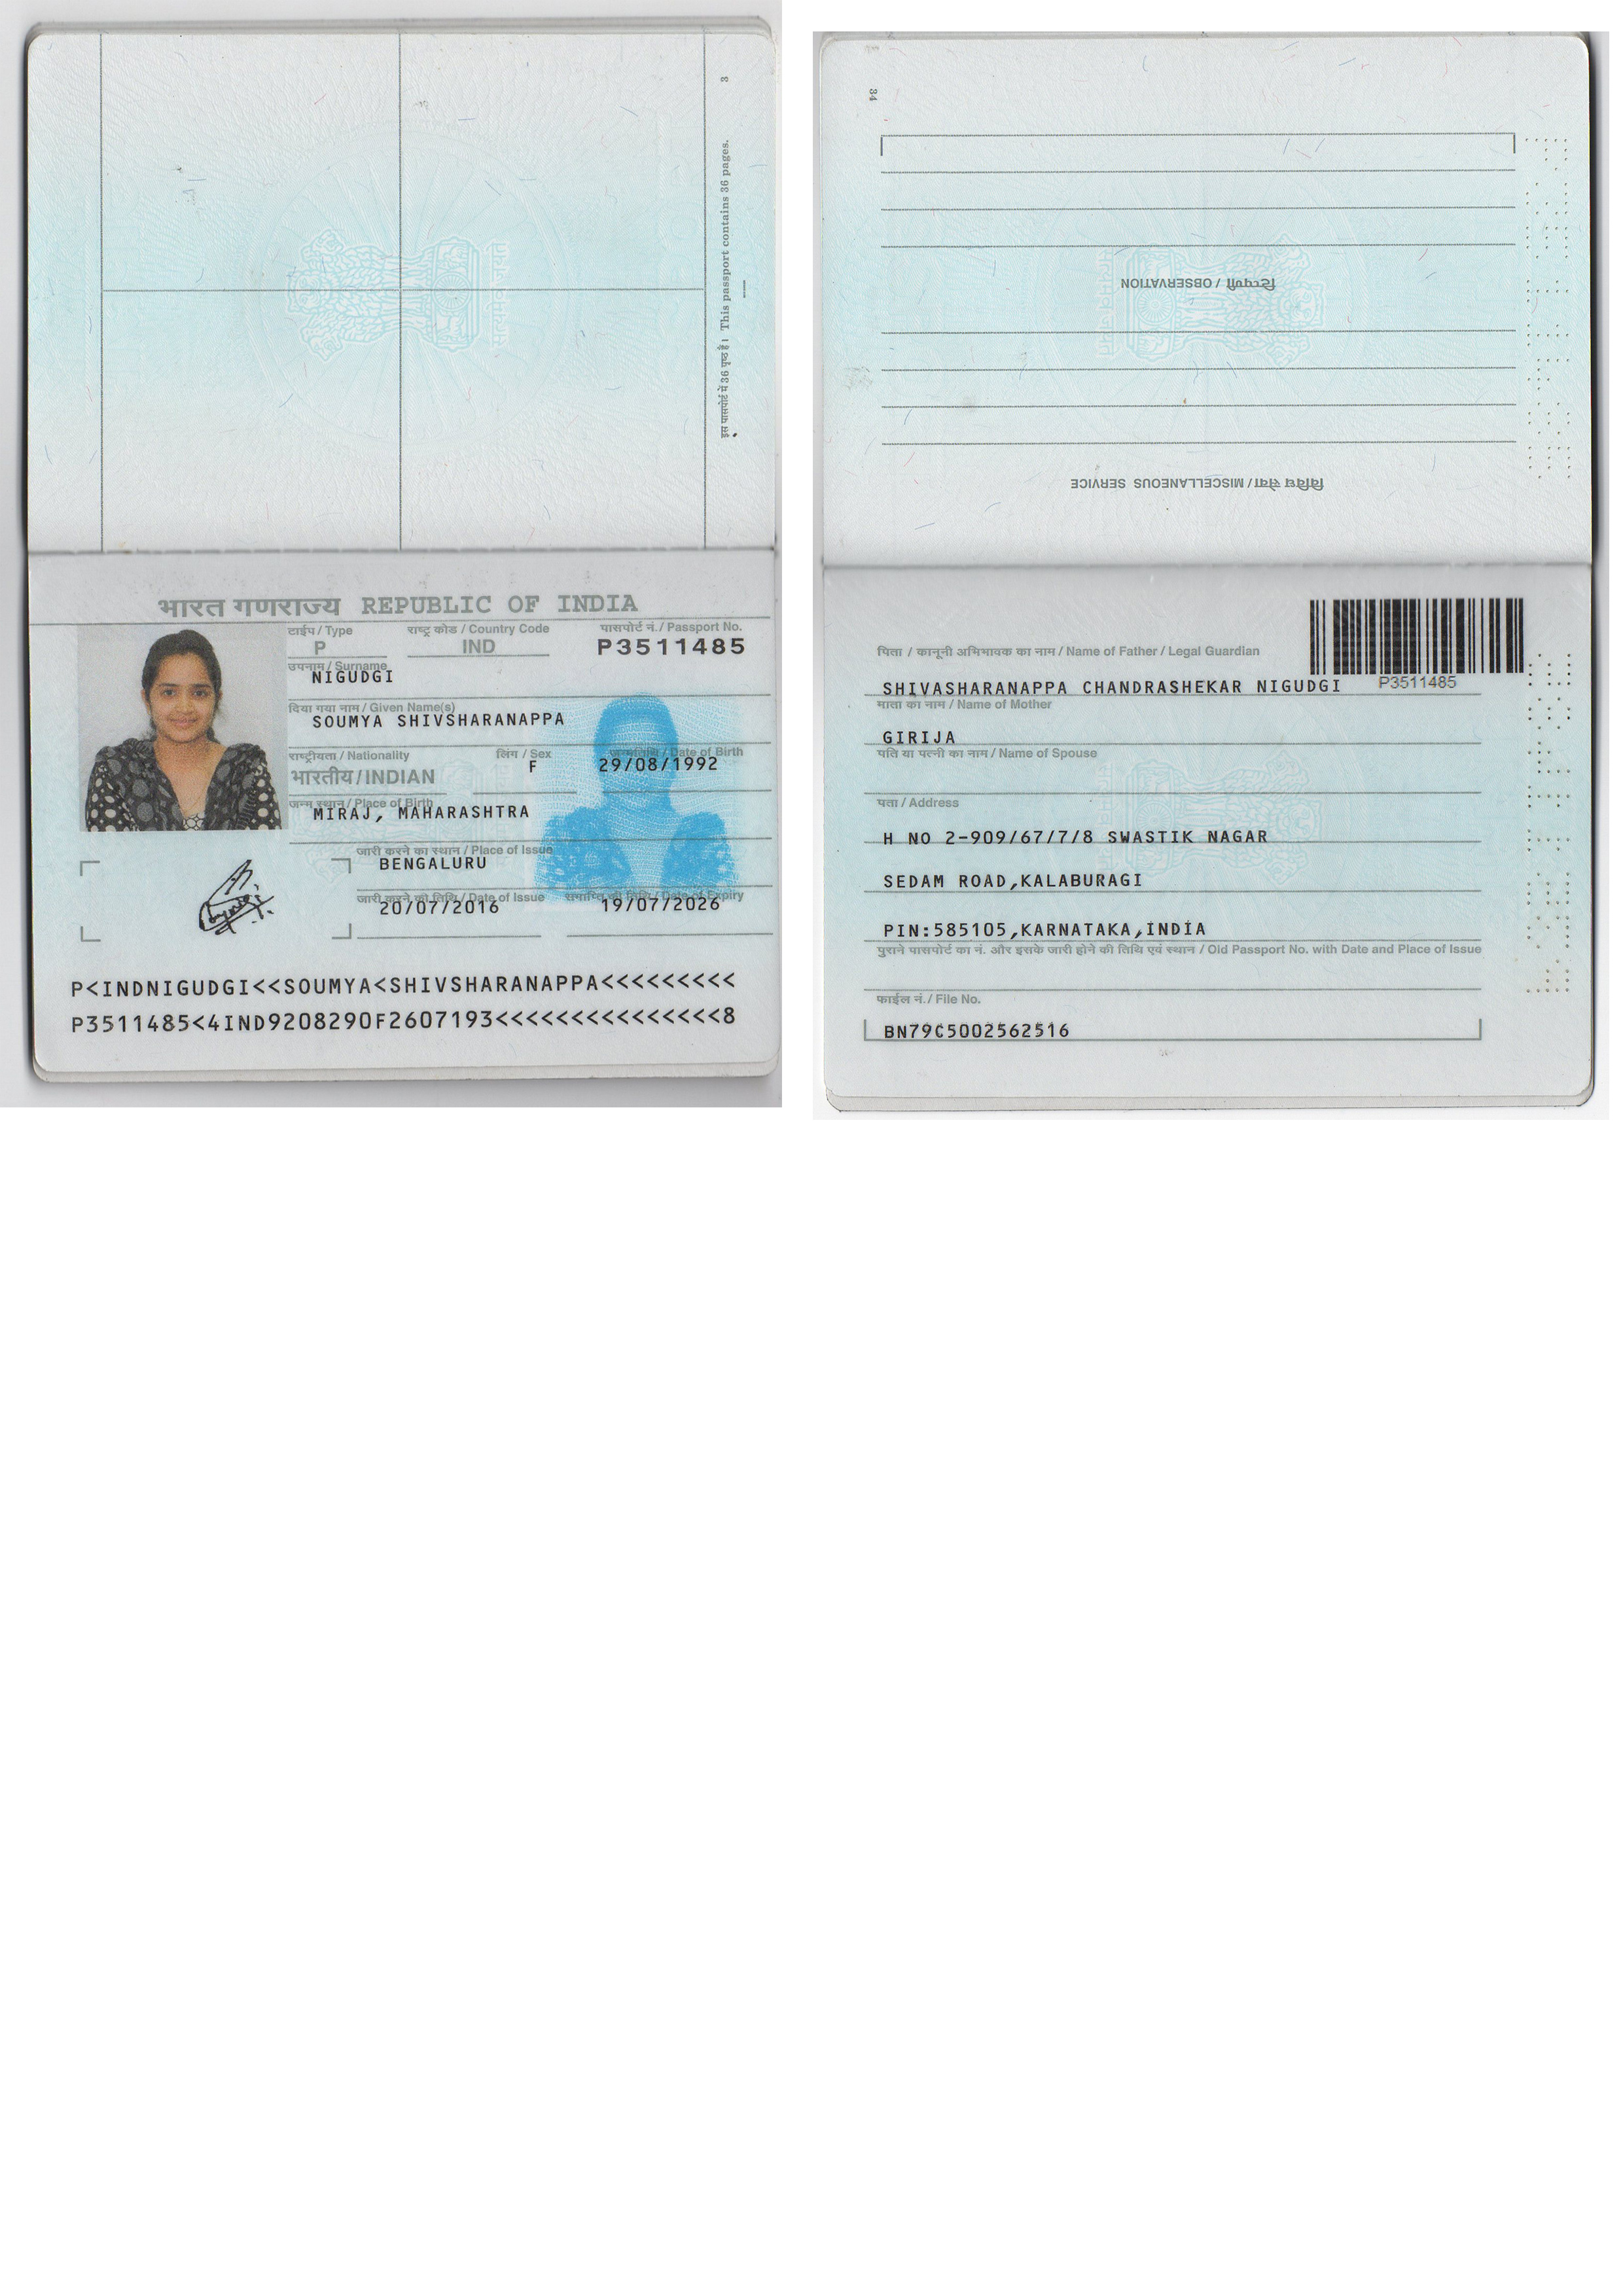 3
इस पासपोर्ट में 36 पृष्ठ हैं। This passport contains 36 pages.
भारत गणराज्य REPUBLIC OF INDIA
टाईप / Type राष्ट्र कोड / Country Code पासपोर्ट नं. / Passport No.
P IND P3511485
उपनाम / Surname
NIGUDGI
दिया गया नाम / Given Name(s)
SOUMYA SHIVSHARANAPPA
राष्ट्रीयता / Nationality लिंग / Sex जन्मतिथि / Date of Birth
भारतीय / INDIAN F 29/08/1992
जन्म स्थान / Place of Birth
MIRAJ, MAHARASHTRA
जारी करने का स्थान / Place of Issue
BENGALURU
जारी करने की तिथि / Date of Issue समाप्ति की तिथि / Date of Expiry
20/07/2016 19/07/2026
P<INDNIGUDGI<<SOUMYA<SHIVSHARANAPPA<<<<<<<<<
P3511485<4IND9208290F2607193<<<<<<<<<<<<<<<8
34
टिप्पणी / OBSERVATION
विविध सेवा / MISCELLANEOUS SERVICE
पिता / कानूनी अभिभावक का नाम / Name of Father / Legal Guardian
P3511485
SHIVASHARANAPPA CHANDRASHEKAR NIGUDGI
माता का नाम / Name of Mother
GIRIJA
पति या पत्नी का नाम / Name of Spouse
पता / Address
H NO 2-909/67/7/8 SWASTIK NAGAR
SEDAM ROAD,KALABURAGI
PIN:585105,KARNATAKA,INDIA
पुराने पासपोर्ट का नं. और इसके जारी होने की तिथि एवं स्थान / Old Passport No. with Date and Place of Issue
फाईल नं. / File No.
BN79C5002562516